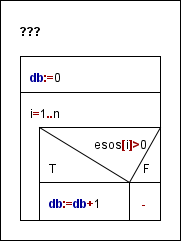 ???
db:=0
i=1..n
esos[i]>0
T F
db:=db+1 -